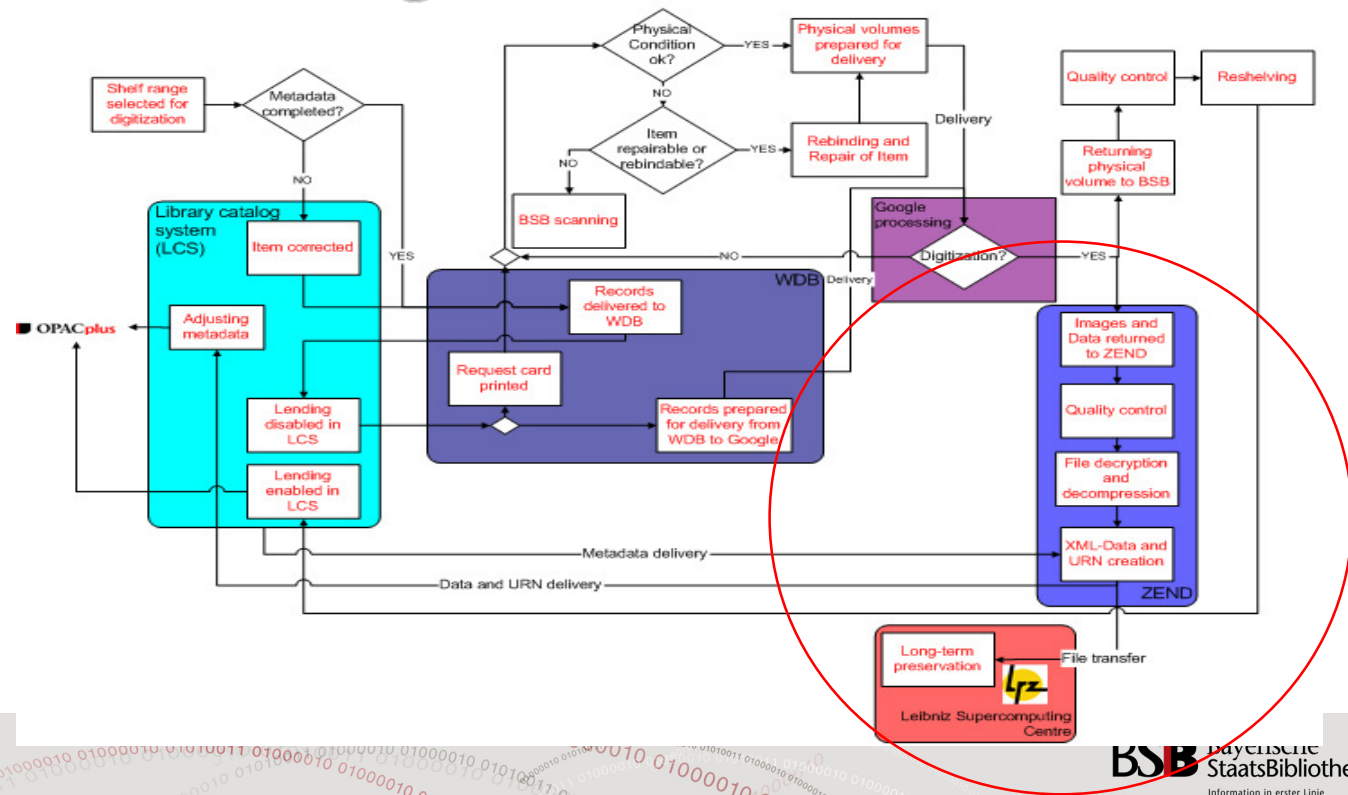 Physical
Condition
ok?
YES
Physical volumes
prepared for
delivery
Quality control
Reshelving
Shelf range
selected for
digitization
Metadata
completed?
NO
Delivery
Item
repairable or
rebindable?
YES
Rebinding and
Repair of Item
NO
Returning
physical
volume to BSB
NO
BSB scanning
Library catalog
system
(LCS)
Item corrected
YES
Google
processing
Digitization?
NO
YES
WDB
Delivery
Records
delivered to
WDB
OPACplus
Adjusting
metadata
Images and
Data returned
to ZEND
Request card
printed
Quality control
Lending
disabled in
LCS
Records prepared
for delivery from
WDB to Google
Lending
enabled in
LCS
File decryption
and
decompression
Metadata delivery
XML-Data and
URN creation
Data and URN delivery
ZEND
Long-term
preservation
File transfer
lrz
Leibniz Supercomputing
Centre
BSB Bayerische
StaatsBibliothe
Information in erster Linie